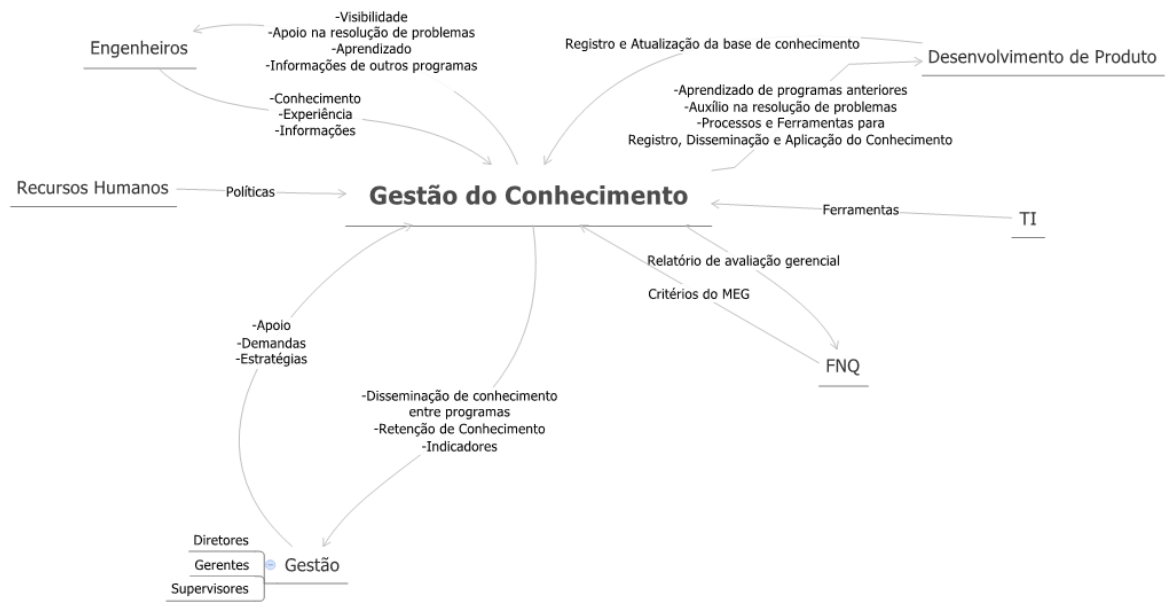 -Visibilidade
-Apoio na resolução de problemas
-Aprendizado
-Informações de outros programas
Engenheiros
-Conhecimento
-Experiência
-Informações
Registro e Atualização da base de conhecimento
Desenvolvimento de Produto
-Aprendizado de programas anteriores
-Auxílio na resolução de problemas
-Processos e Ferramentas para
Registro, Disseminação e Aplicação do Conhecimento
Recursos Humanos
Políticas
Gestão do Conhecimento
Ferramentas
TI
Relatório de avaliação gerencial
Critérios do MEG
FNQ
-Apoio
-Demandas
-Estratégias
-Disseminação de conhecimento
entre programas
-Retenção de Conhecimento
-Indicadores
Diretores
Gerentes
Supervisores
Gestão